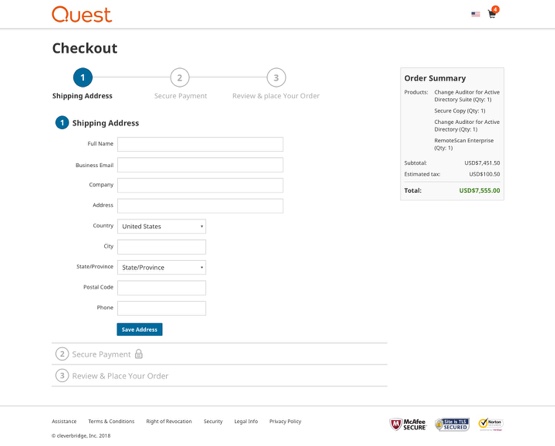 Quest
4
Checkout
1
2
3
Shipping Address
Secure Payment
Review & place Your Order
1 Shipping Address
Full Name
Business Email
Company
Address
Country
United States
City
State/Province
State/Province
Postal Code
Phone
Save Address
2 Secure Payment
3 Review & Place Your Order
Order Summary
Products:
Change Auditor for Active
Directory Suite (Qty: 1)
Secure Copy (Qty: 1)
Change Auditor for Active
Directory (Qty: 1)
RemoteScan Enterprise
(Qty: 1)
Subtotal: USD$7,451.50
Estimated tax: USD$100.50
Total: USD$7,555.00
Assistance Terms & Conditions Right of Revocation Security Legal Info Privacy Policy
© cleverbridge, Inc. 2018
McAfee
SECURE
Site is TLS
SECURED
Norton